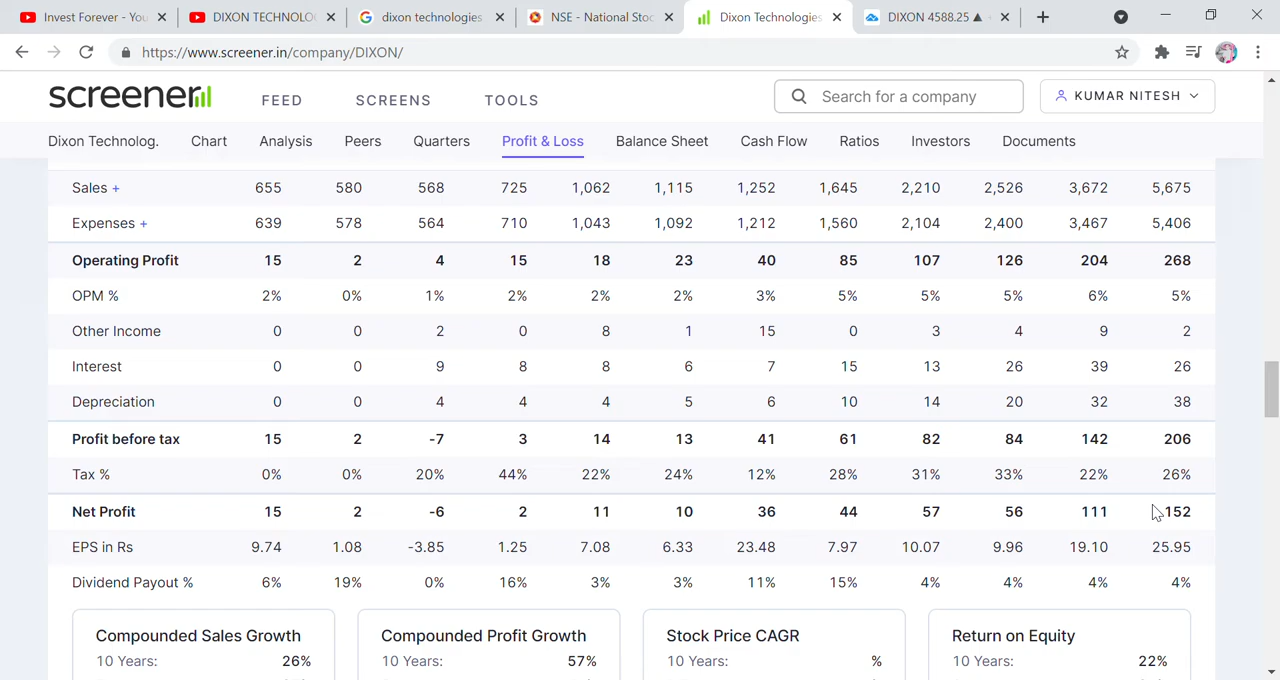 Invest Forever - You
DIXON TECHNOLO
dixon technologies
NSE - National Stoc
Dixon Technologies
DIXON 4588.25 ▲
https://www.screener.in/company/DIXON/
screener
FEED SCREENS TOOLS
Search for a company
KUMAR NITESH
Dixon Technolog. Chart Analysis Peers Quarters Profit & Loss Balance Sheet Cash Flow Ratios Investors Documents
Sales + 655 580 568 725 1,062 1,115 1,252 1,645 2,210 2,526 3,672 5,675
Expenses + 639 578 564 710 1,043 1,092 1,212 1,560 2,104 2,400 3,467 5,406
Operating Profit 15 2 4 15 18 23 40 85 107 126 204 268
OPM % 2% 0% 1% 2% 2% 2% 3% 5% 5% 5% 6% 5%
Other Income 0 0 2 0 8 1 15 0 3 4 9 2
Interest 0 0 9 8 8 6 7 15 13 26 39 26
Depreciation 0 0 4 4 4 5 6 10 14 20 32 38
Profit before tax 15 2 -7 3 14 13 41 61 82 84 142 206
Tax % 0% 0% 20% 44% 22% 24% 12% 28% 31% 33% 22% 26%
Net Profit 15 2 -6 2 11 10 36 44 57 56 111 152
EPS in Rs 9.74 1.08 -3.85 1.25 7.08 6.33 23.48 7.97 10.07 9.96 19.10 25.95
Dividend Payout % 6% 19% 0% 16% 3% 3% 11% 15% 4% 4% 4% 4%
Compounded Sales Growth
10 Years: 26%
Compounded Profit Growth
10 Years: 57%
Stock Price CAGR
10 Years: %
Return on Equity
10 Years: 22%